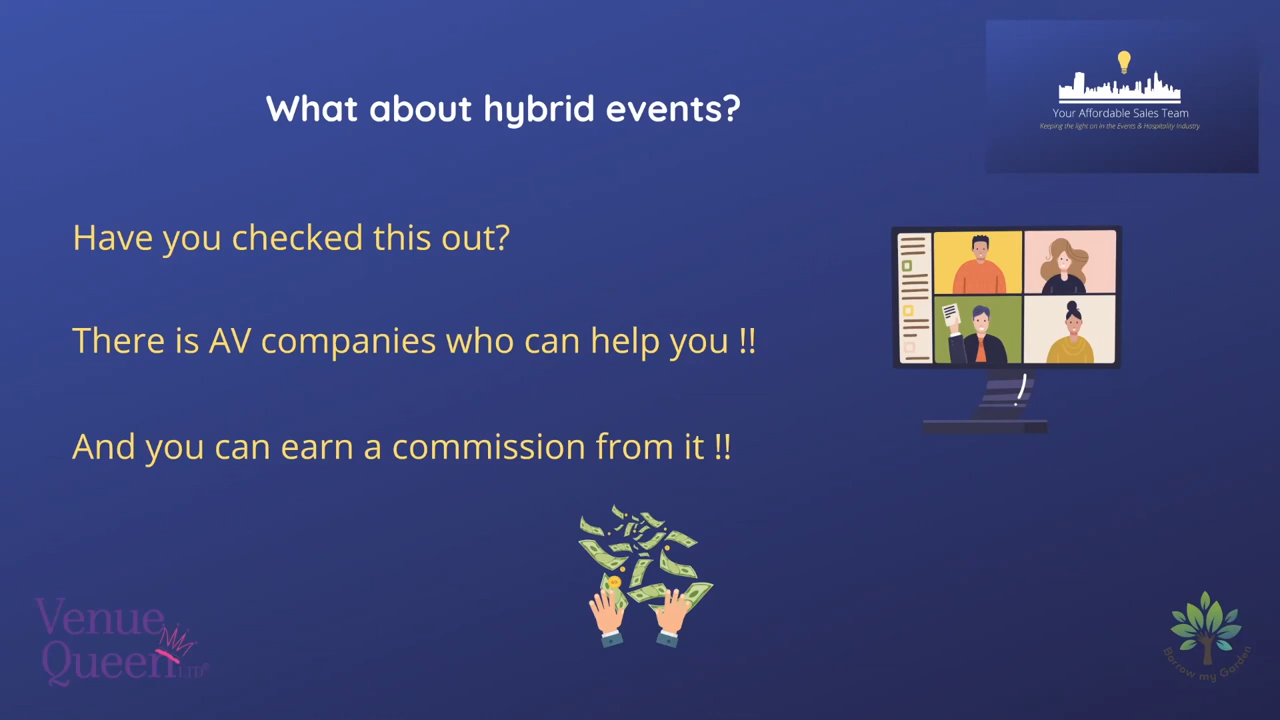 What about hybrid events?
Your Affordable Sales Team
Keeping the light on in the Events & Hospitality Industry
Have you checked this out?
There is AV companies who can help you !!
And you can earn a commission from it !!
Venue
Queen LTD®
Borrow my Garden